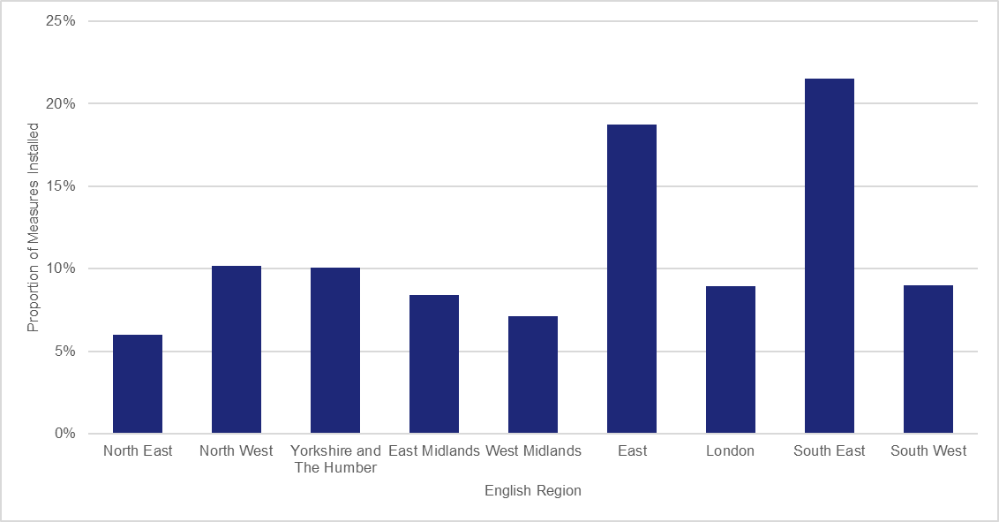 25%
20%
15%
10%
5%
0%
Proportion of Measures Installed
North East
North West
Yorkshire and
The Humber
East Midlands
West Midlands
East
London
South East
South West
English Region